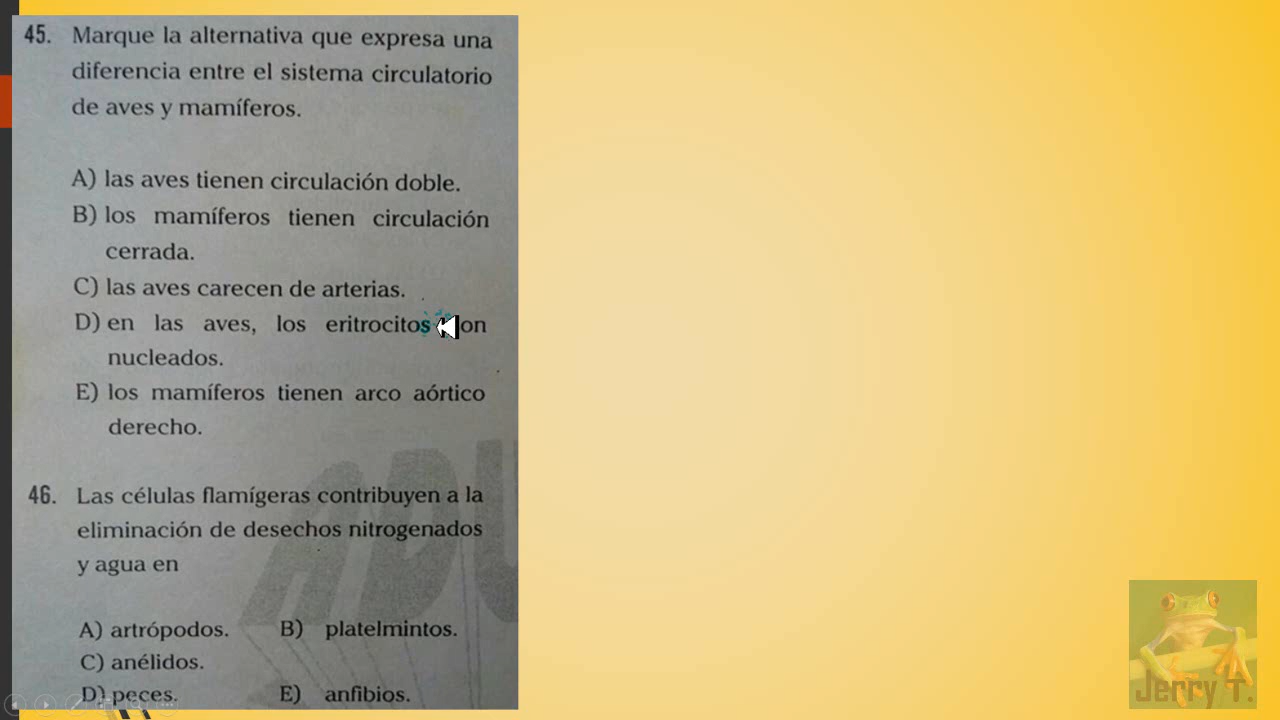 45. Marque la alternativa que expresa una
diferencia entre el sistema circulatorio
de aves y mamíferos.
A) las aves tienen circulación doble.
B) los mamíferos tienen circulación
cerrada.
C) las aves carecen de arterias.
D) en las aves, los eritrocitos on
nucleados.
E) los mamíferos tienen arco aórtico
derecho.
46. Las células flamígeras contribuyen a la
eliminación de desechos nitrogenados
y agua en
A) artrópodos. B) platelmintos.
C) anélidos.
D) peces. E) anfibios.
Jerry T.